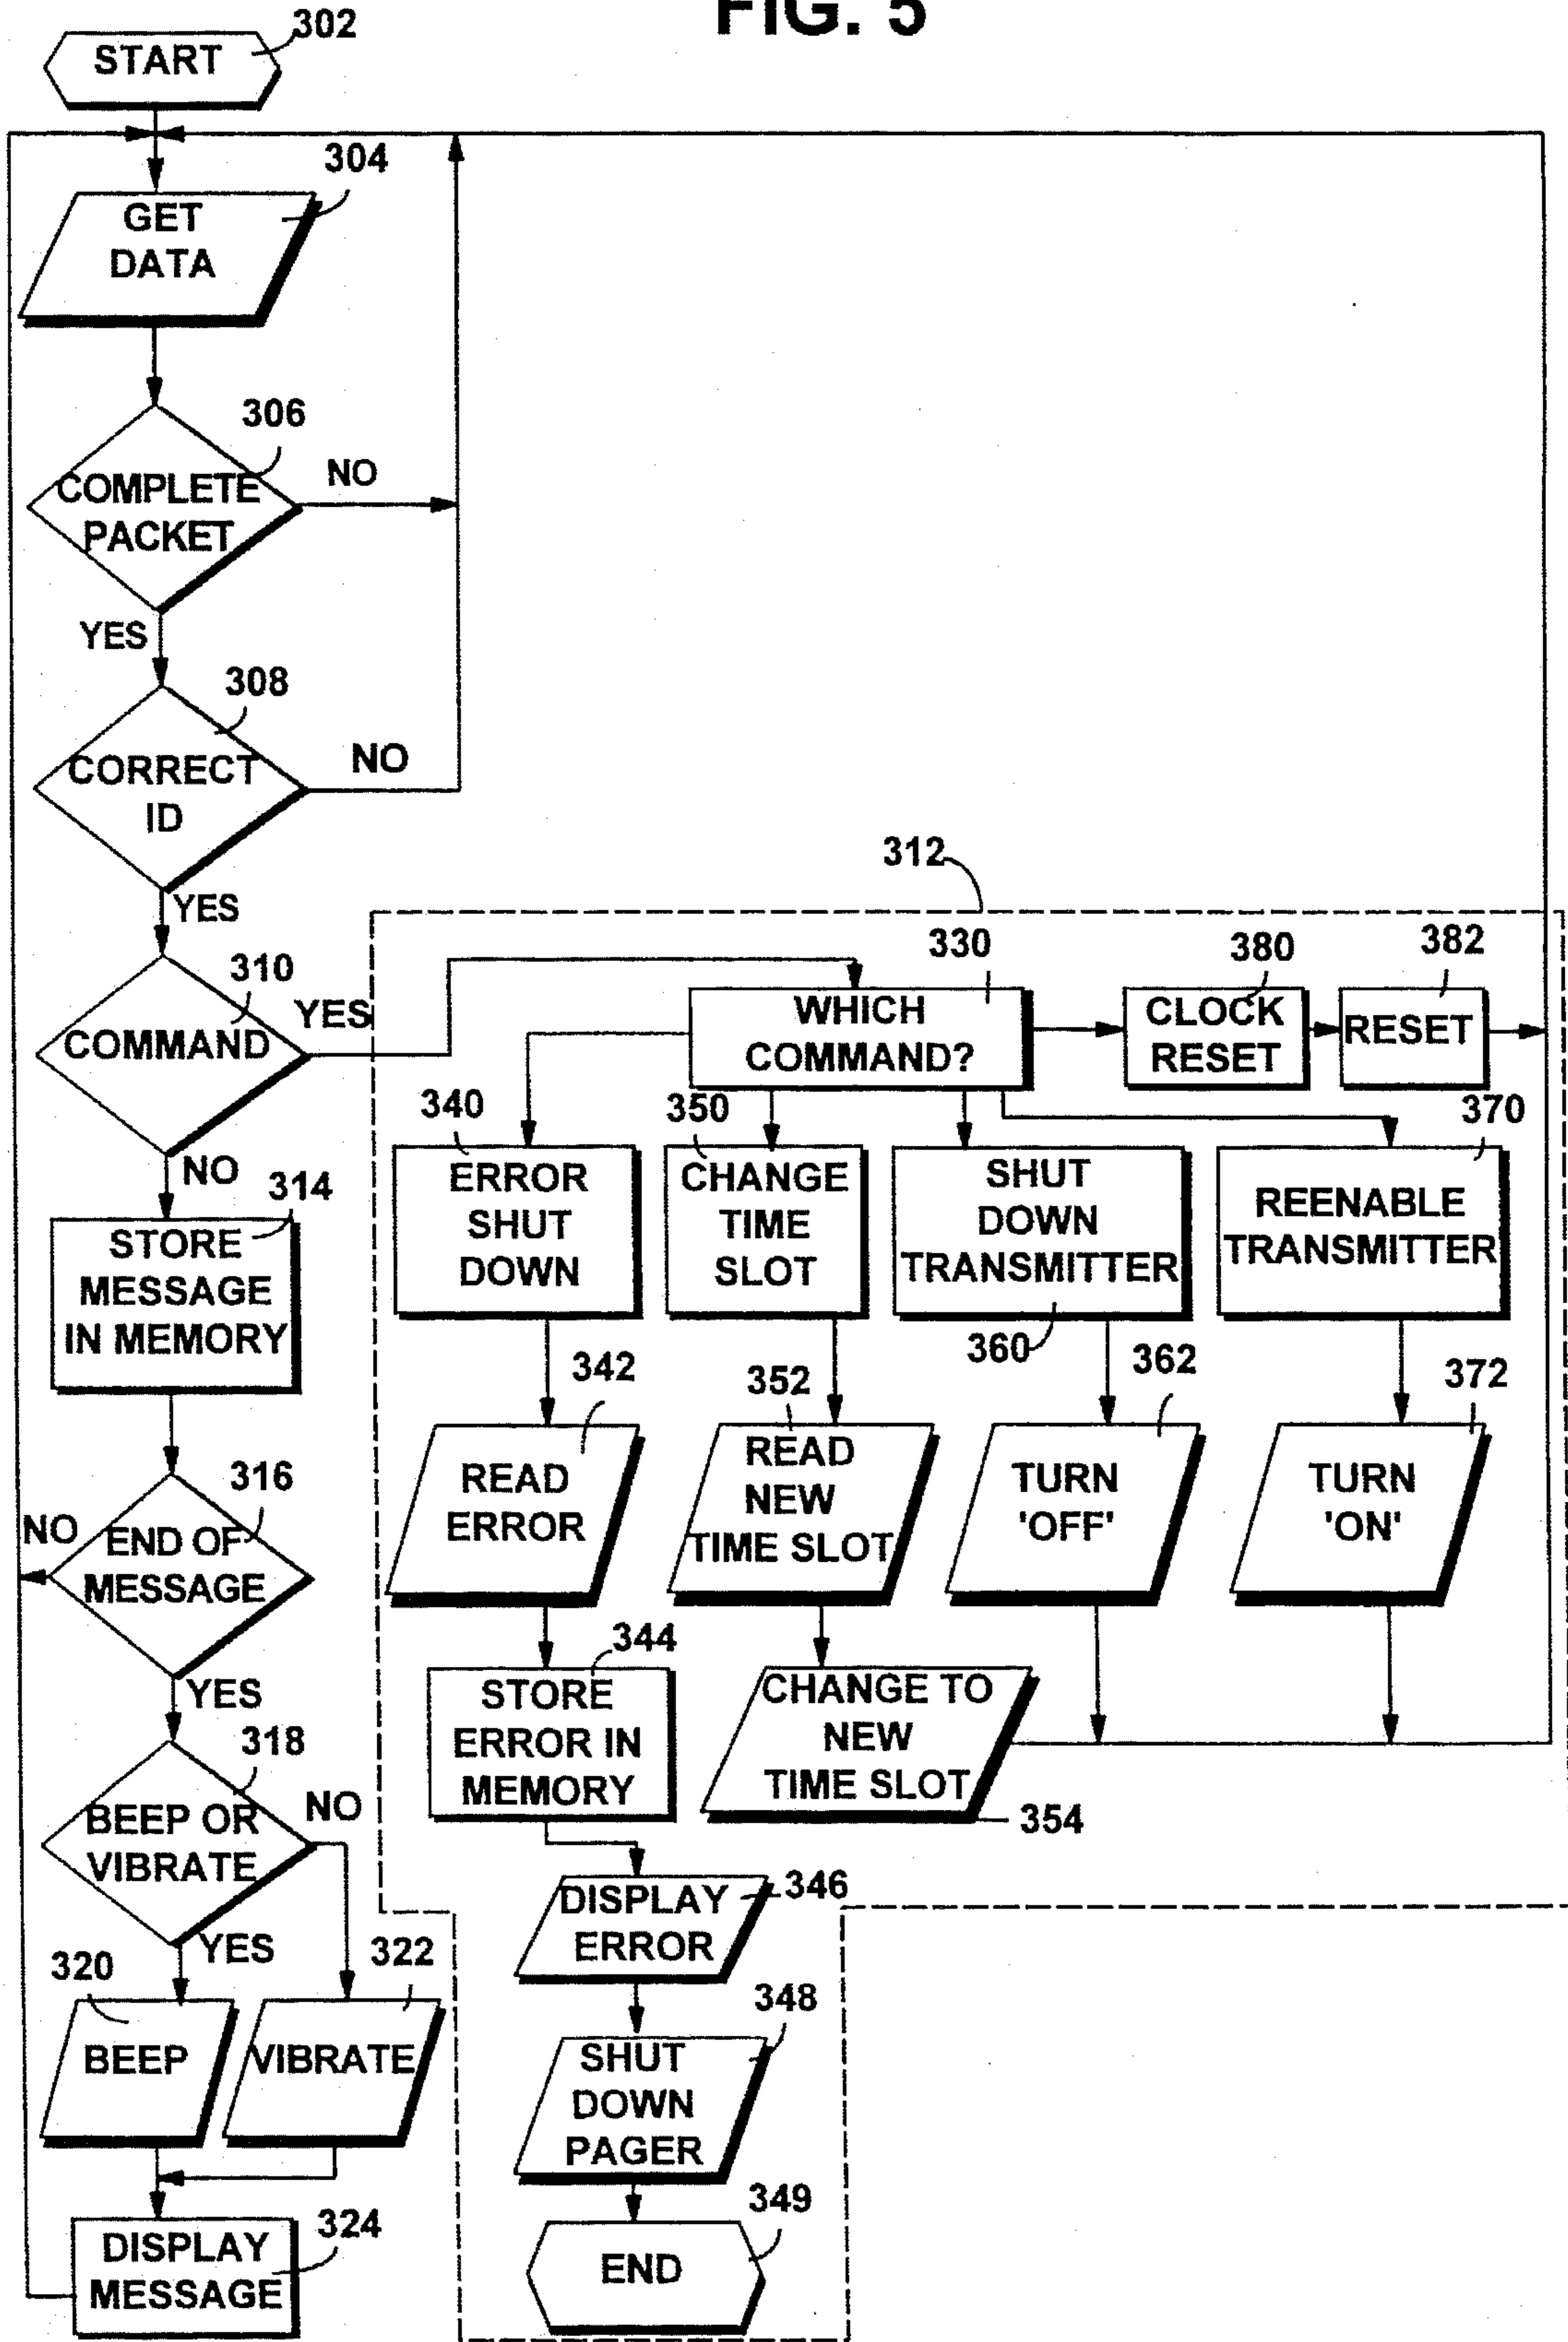 FIG. 5
302
START
304
GET
DATA
306
COMPLETE
PACKET
NO
YES
308
CORRECT
ID
NO
YES
310
COMMAND
YES
NO
314
STORE
MESSAGE
IN MEMORY
316
END OF
MESSAGE
NO
YES
318
BEEP OR
VIBRATE
NO
YES
320
BEEP
322
VIBRATE
324
DISPLAY
MESSAGE
312
330
WHICH
COMMAND?
380
CLOCK
RESET
382
RESET
340
ERROR
SHUT
DOWN
350
CHANGE
TIME
SLOT
SHUT
DOWN
TRANSMITTER
360
370
REENABLE
TRANSMITTER
342
READ
ERROR
352
READ
NEW
TIME SLOT
362
TURN
'OFF'
372
TURN
'ON'
344
STORE
ERROR IN
MEMORY
CHANGE TO
NEW
TIME SLOT
354
346
DISPLAY
ERROR
348
SHUT
DOWN
PAGER
349
END